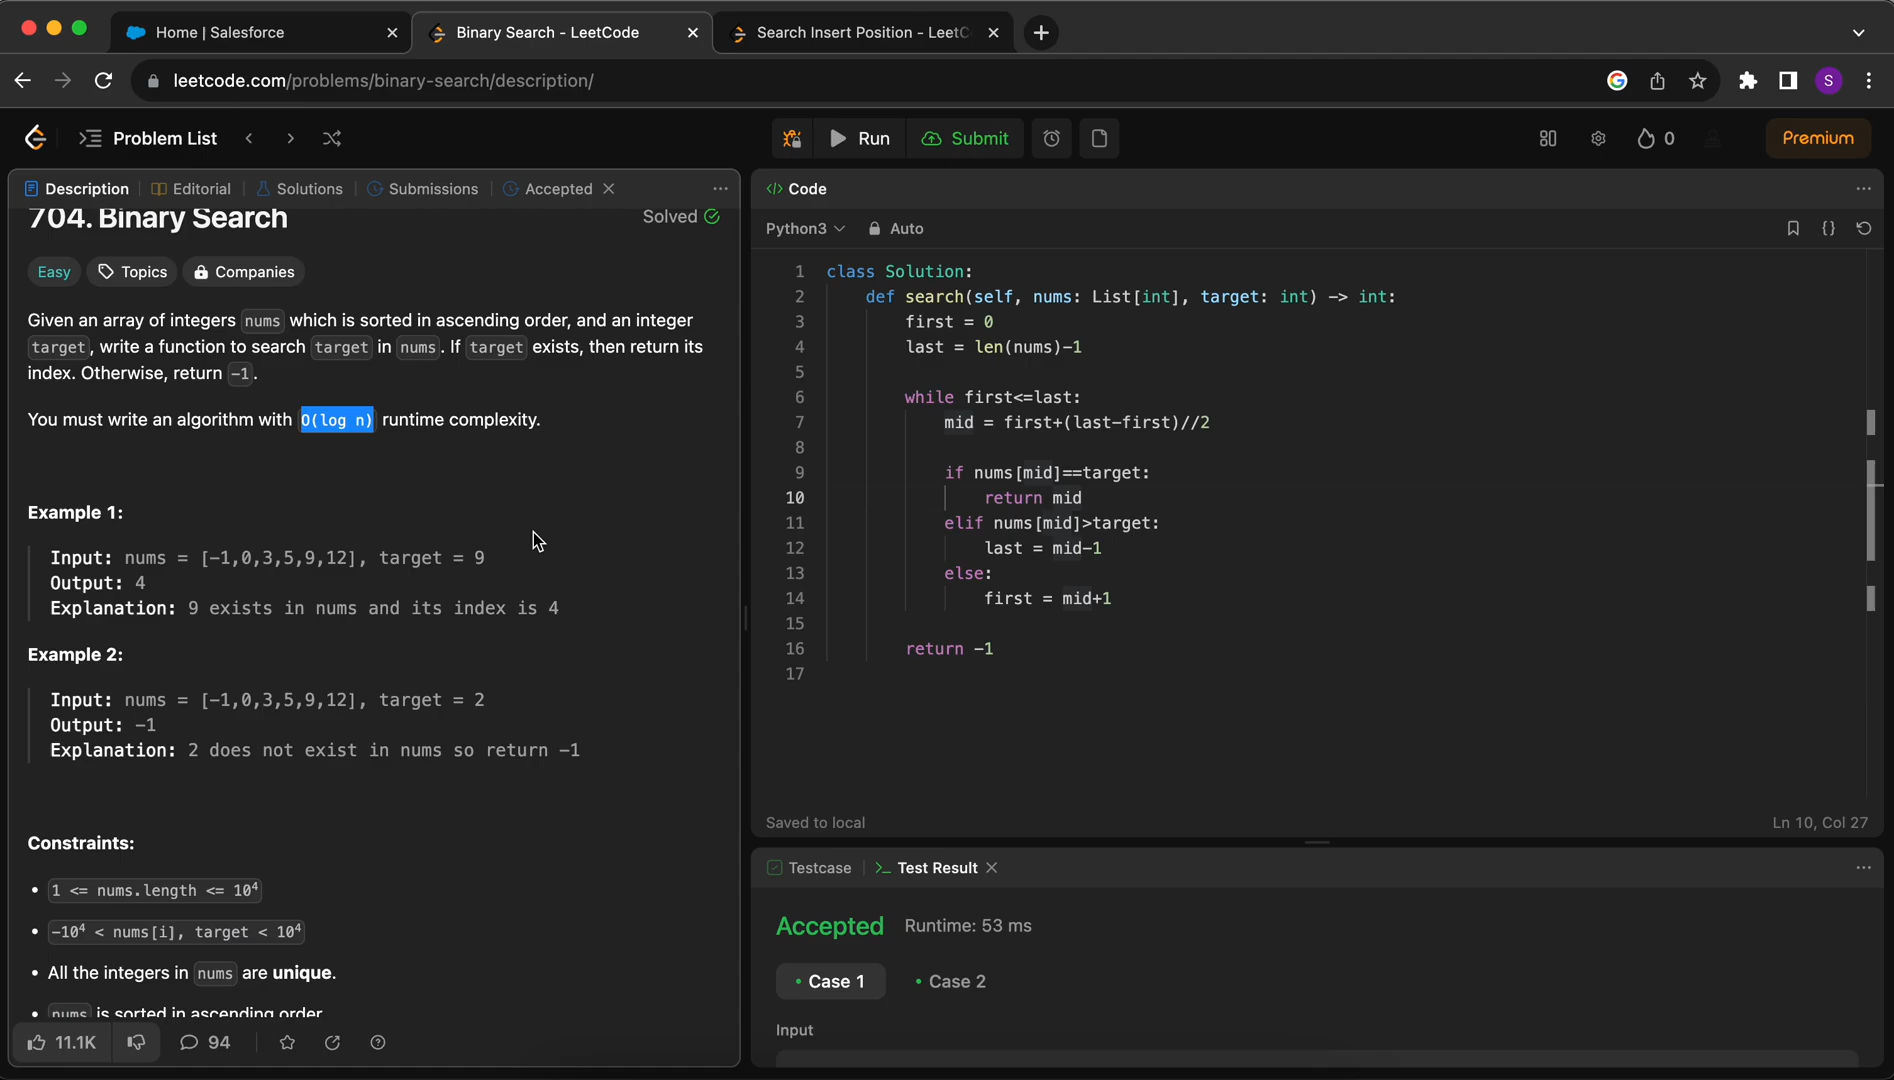 Home | Salesforce
Binary Search - LeetCode
Search Insert Position - LeetC
leetcode.com/problems/binary-search/description/
S
Problem List
Run
Submit
0
Premium
Description
Editorial
Solutions
Submissions
Accepted
704. Binary Search
Solved
Easy
Topics
Companies
Given an array of integers nums which is sorted in ascending order, and an integer
target, write a function to search target in nums. If target exists, then return its
index. Otherwise, return -1.
You must write an algorithm with O(log n) runtime complexity.
Example 1:
Input: nums = [-1,0,3,5,9,12], target = 9
Output: 4
Explanation: 9 exists in nums and its index is 4
Example 2:
Input: nums = [-1,0,3,5,9,12], target = 2
Output: -1
Explanation: 2 does not exist in nums so return -1
Constraints:
• 1 <= nums.length <= 10⁴
• -10⁴ < nums[i], target < 10⁴
• All the integers in nums are unique.
• nums is sorted in ascending order
11.1K
94
</> Code
Python3
Auto
1 class Solution:
2     def search(self, nums: List[int], target: int) -> int:
3         first = 0
4         last = len(nums)-1
5
6         while first<=last:
7             mid = first+(last-first)//2
8
9             if nums[mid]==target:
10                 return mid
11             elif nums[mid]>target:
12                 last = mid-1
13             else:
14                 first = mid+1
15
16         return -1
17
Saved to local
Ln 10, Col 27
Testcase
>_ Test Result
Accepted
Runtime: 53 ms
• Case 1
• Case 2
Input